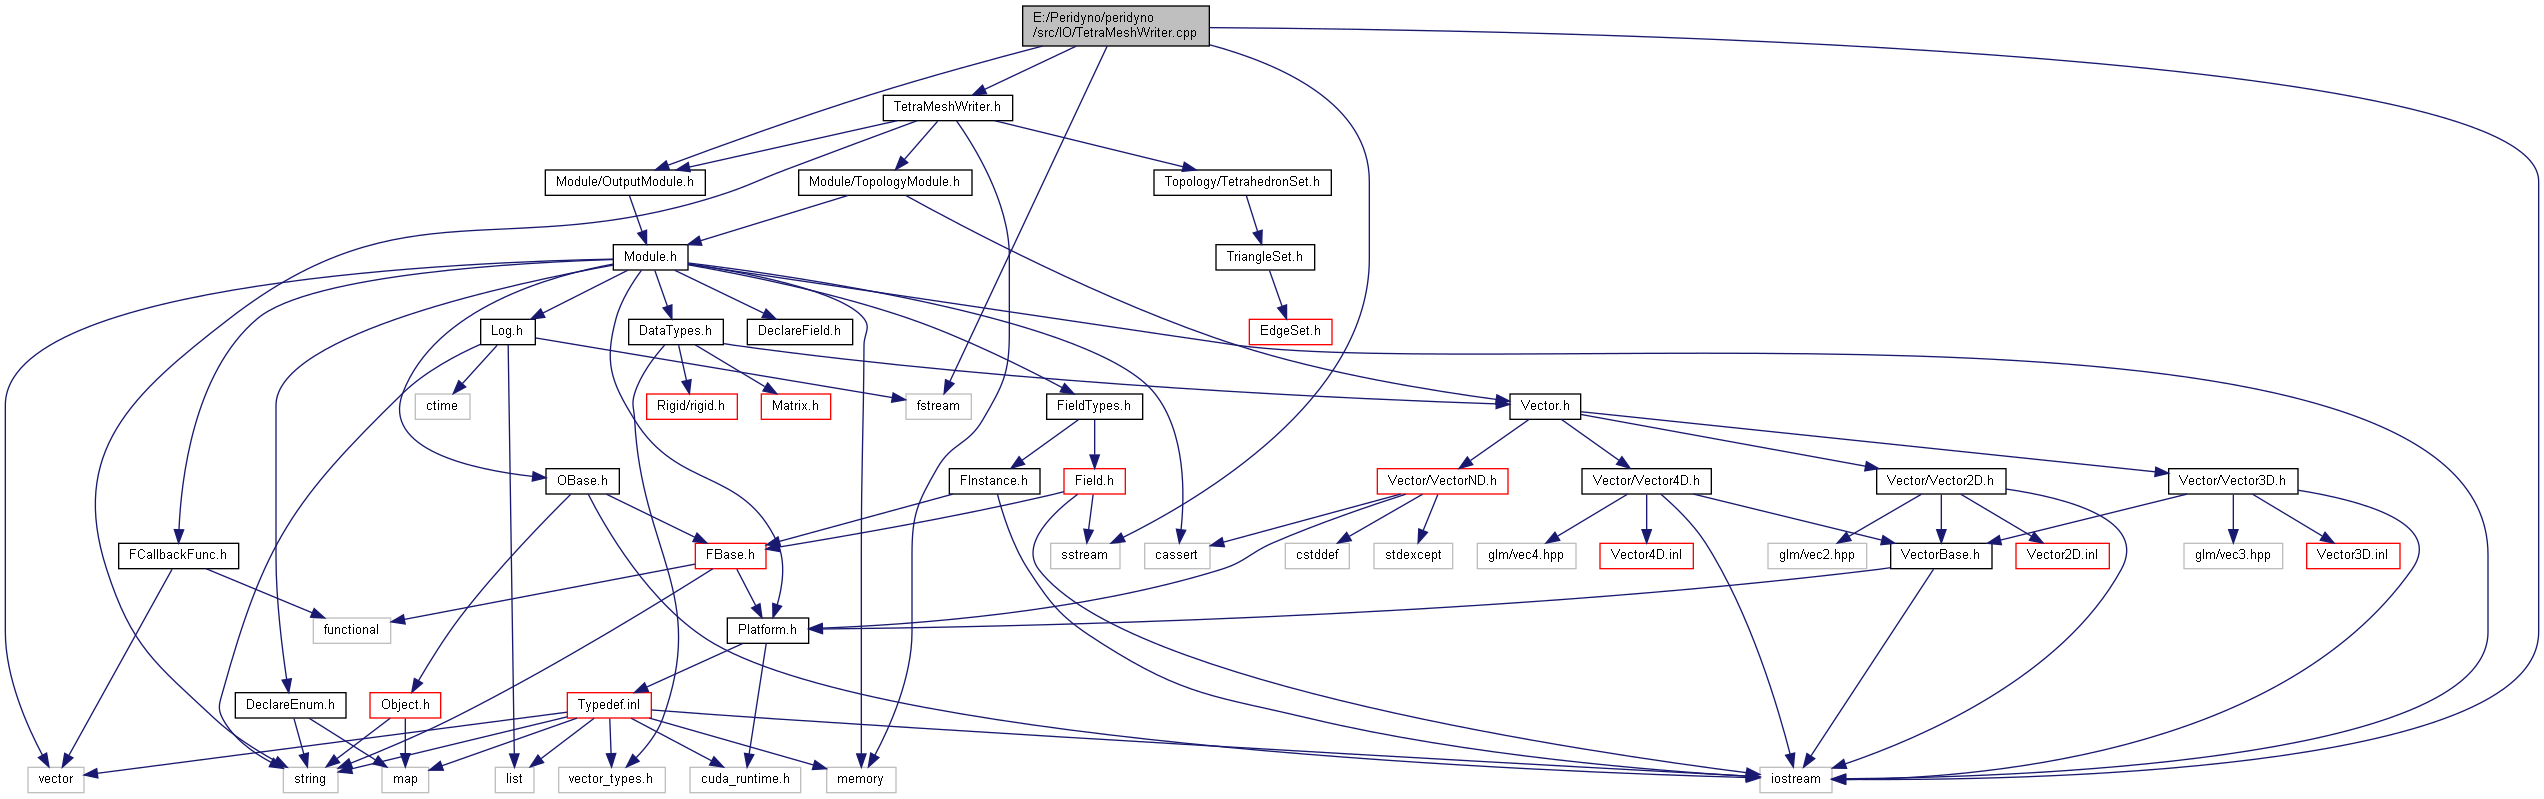 E:/Peridyno/peridyno
/src/IO/TetraMeshWriter.cpp
TetraMeshWriter.h
Module/OutputModule.h
Module/TopologyModule.h
Topology/TetrahedronSet.h
Module.h
TriangleSet.h
Log.h
DataTypes.h
DeclareField.h
EdgeSet.h
ctime
Rigid/rigid.h
Matrix.h
fstream
FieldTypes.h
Vector.h
OBase.h
FInstance.h
Field.h
Vector/VectorND.h
Vector/Vector4D.h
Vector/Vector2D.h
Vector/Vector3D.h
FCallbackFunc.h
FBase.h
sstream
cassert
cstddef
stdexcept
glm/vec4.hpp
Vector4D.inl
glm/vec2.hpp
VectorBase.h
Vector2D.inl
glm/vec3.hpp
Vector3D.inl
functional
Platform.h
DeclareEnum.h
Object.h
Typedef.inl
vector
string
map
list
vector_types.h
cuda_runtime.h
memory
iostream